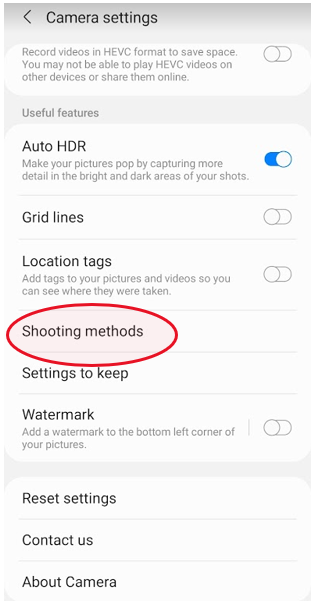 Camera settings
Record videos in HEVC format to save space.
You may not be able to play HEVC videos on
other devices or share them online.
Useful features
Auto HDR
Make your pictures pop by capturing more
detail in the bright and dark areas of your shots.
Grid lines
Location tags
Add tags to your pictures and videos so you
can see where they were taken.
Shooting methods
Settings to keep
Watermark
Add a watermark to the bottom left corner of
your pictures.
Reset settings
Contact us
About Camera